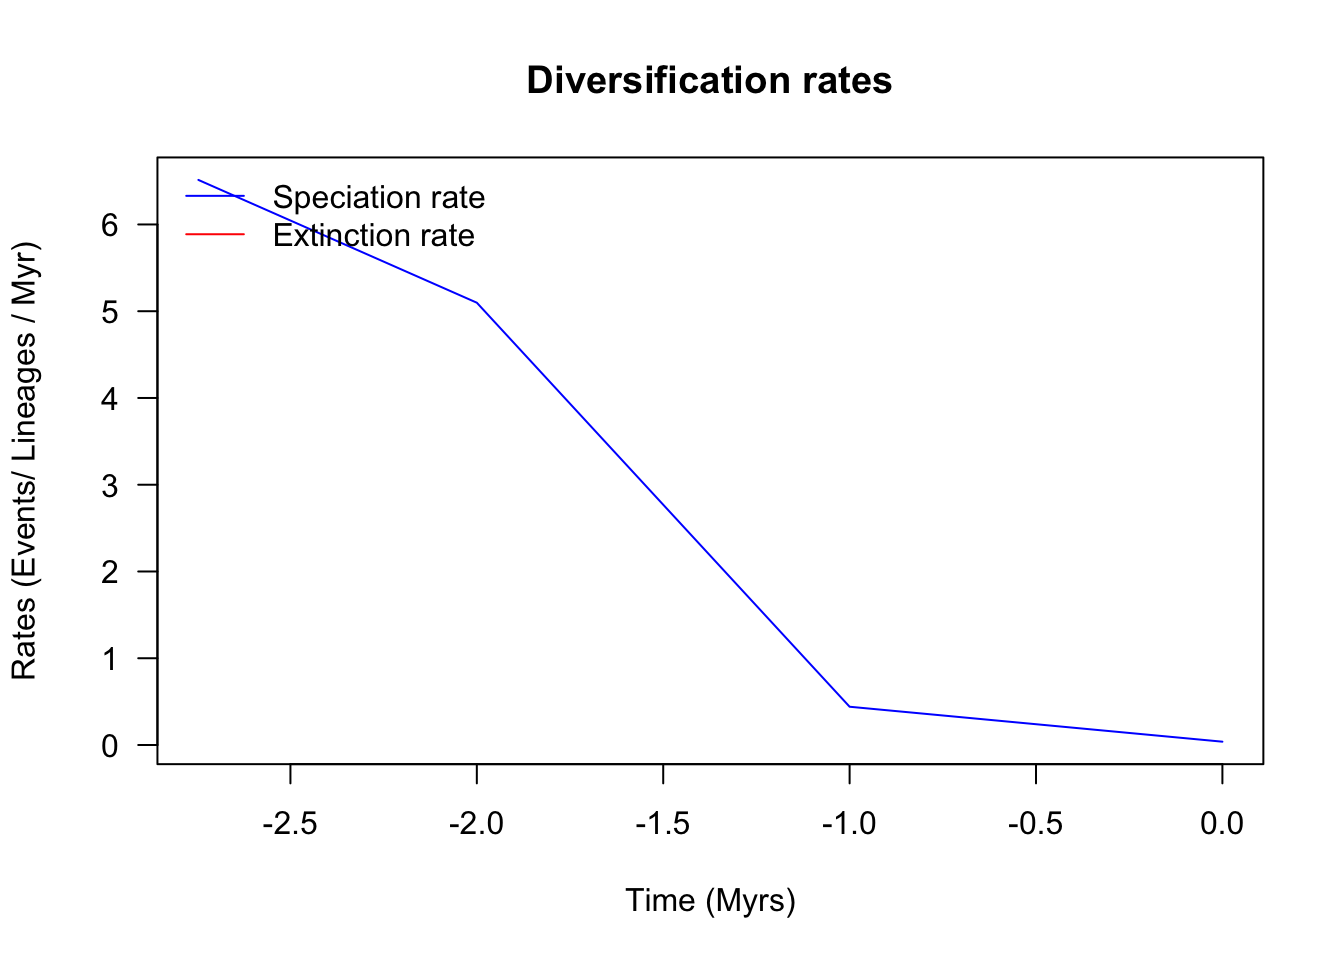 Diversification rates
Speciation rate
Extinction rate
Rates (Events/ Lineages / Myr)
6
5
4
3
2
1
0
-2.5
-2.0
-1.5
-1.0
-0.5
0.0
Time (Myrs)